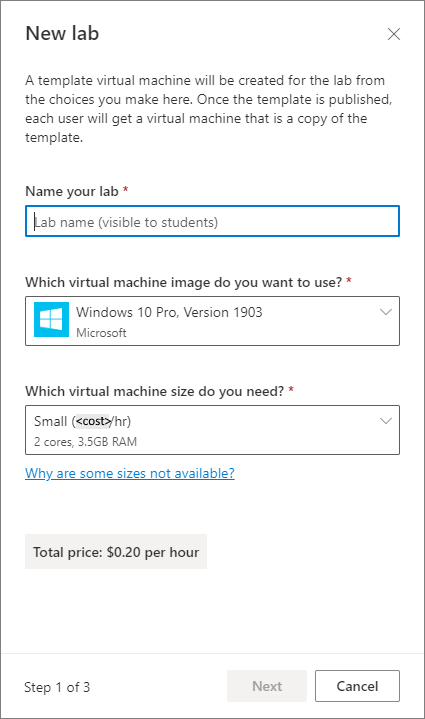 New lab
A template virtual machine will be created for the lab from
the choices you make here. Once the template is published,
each user will get a virtual machine that is a copy of the
template.
Name your lab *
Lab name (visible to students)
Which virtual machine image do you want to use? *
Windows 10 Pro, Version 1903
Microsoft
Which virtual machine size do you need? *
Small (<cost>/hr)
2 cores, 3.5GB RAM
Why are some sizes not available?
Total price: $0.20 per hour
Step 1 of 3
Next
Cancel